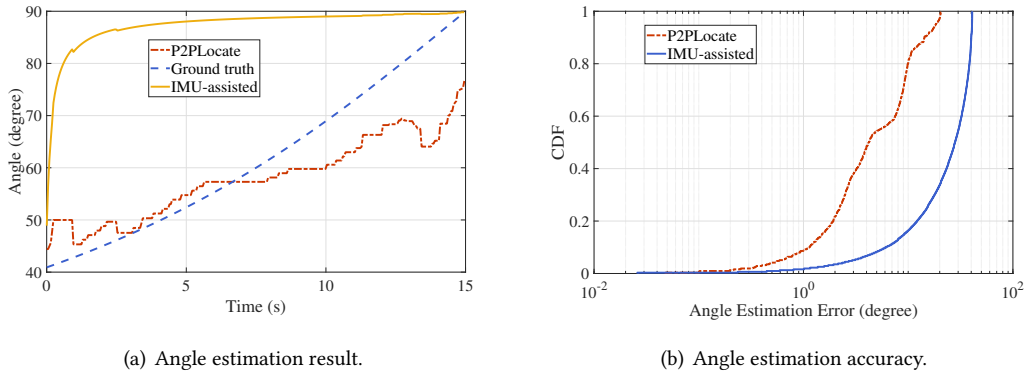 90
80
70
60
50
40
Angle (degree)
P2PLocate
Ground truth
IMU-assisted
0
5
10
15
Time (s)
(a) Angle estimation result.
1
0.8
0.6
0.4
0.2
0
CDF
P2PLocate
IMU-assisted
10^-2
10^0
10^2
Angle Estimation Error (degree)
(b) Angle estimation accuracy.